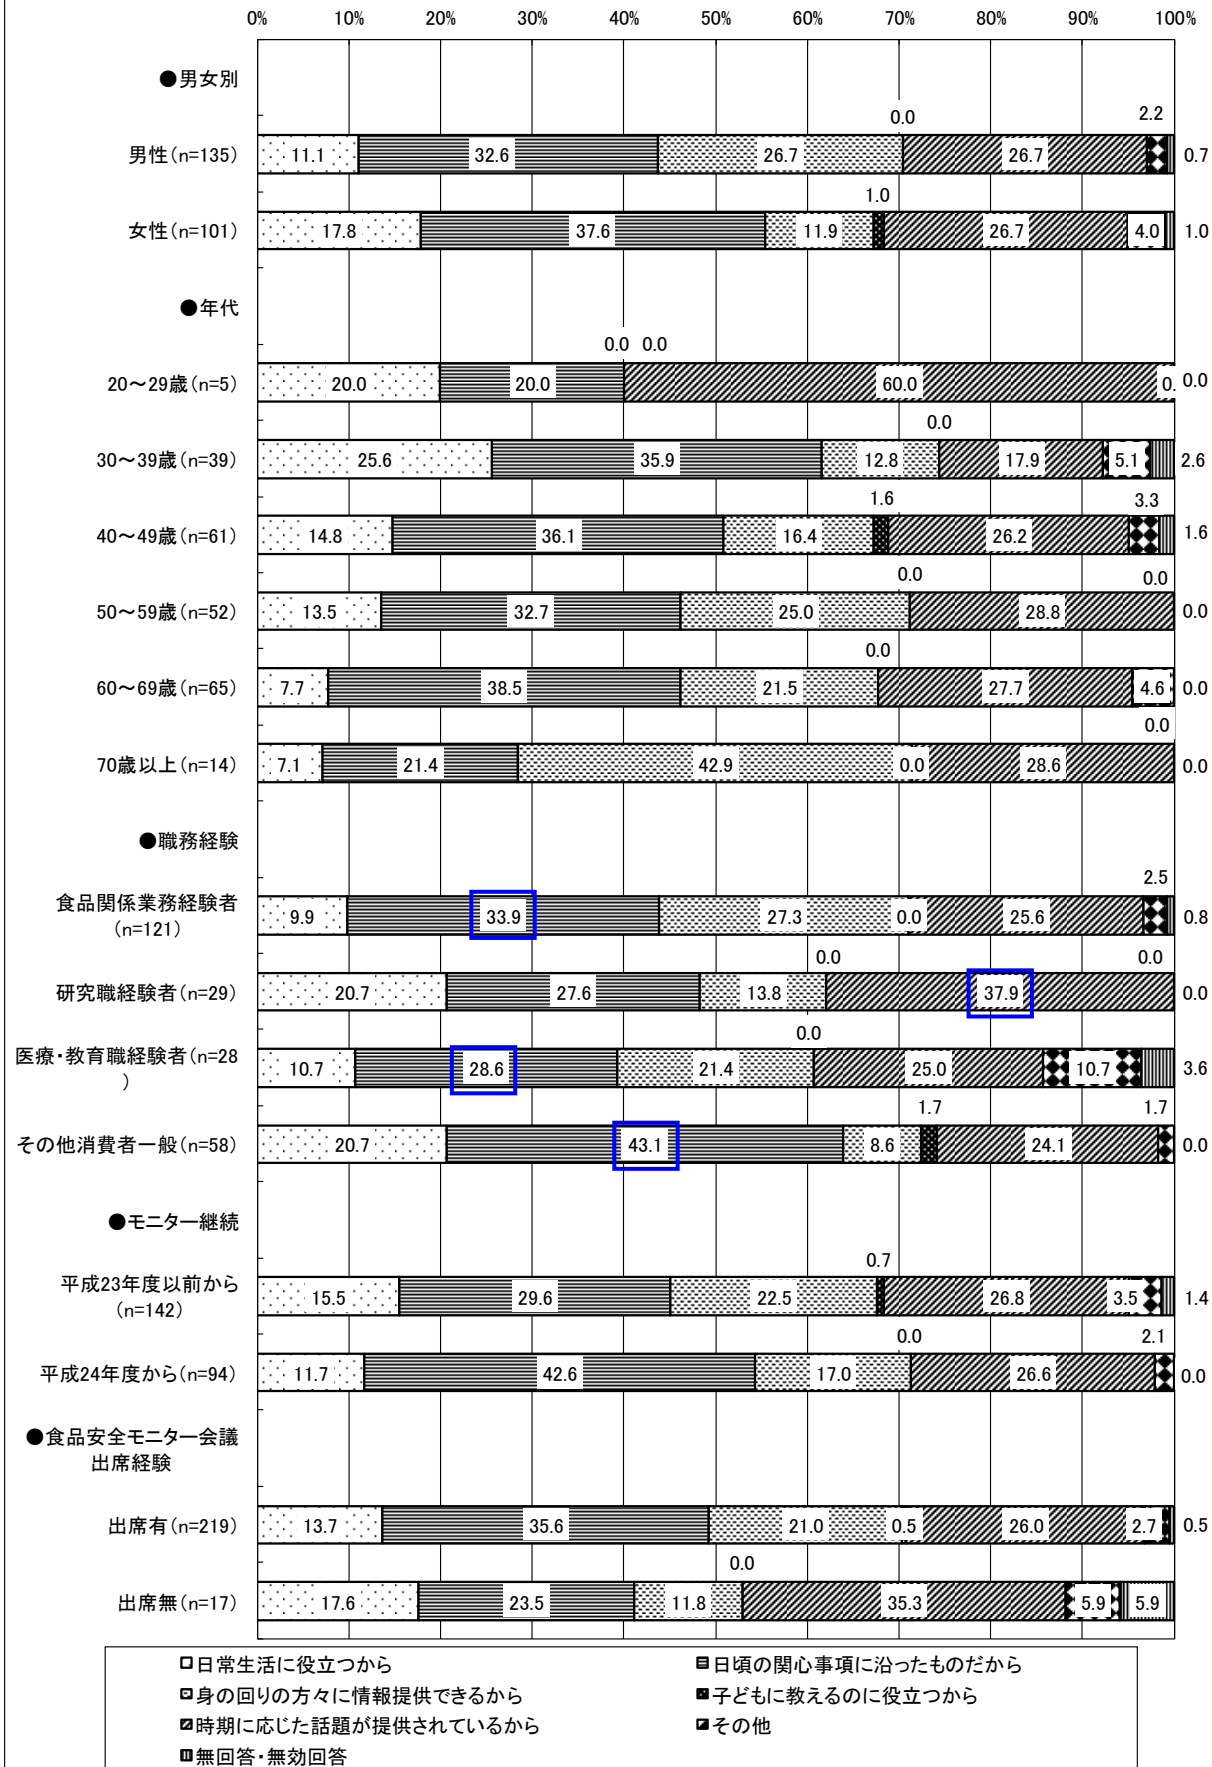 0% 10% 20% 30% 40% 50% 60% 70% 80% 90% 100%
●男女別
0.0 2.2
男性(n=135) 11.1 32.6 26.7 26.7 0.7
1.0
女性(n=101) 17.8 37.6 11.9 26.7 4.0 1.0
●年代
0.0 0.0
20～29歳(n=5) 20.0 20.0 60.0 0. 0.0
0.0
30～39歳(n=39) 25.6 35.9 12.8 17.9 5.1 2.6
1.6 3.3
40～49歳(n=61) 14.8 36.1 16.4 26.2 1.6
0.0 0.0
50～59歳(n=52) 13.5 32.7 25.0 28.8 0.0
0.0
60～69歳(n=65) 7.7 38.5 21.5 27.7 4.6 0.0
0.0
70歳以上(n=14) 7.1 21.4 42.9 0.0 28.6 0.0
●職務経験
2.5
食品関係業務経験者
(n=121) 9.9 33.9 27.3 0.0 25.6 0.8
0.0 0.0
研究職経験者(n=29) 20.7 27.6 13.8 37.9 0.0
0.0
医療・教育職経験者(n=28
) 10.7 28.6 21.4 25.0 10.7 3.6
1.7 1.7
その他消費者一般(n=58) 20.7 43.1 8.6 24.1 0.0
●モニター継続
0.7
平成23年度以前から
(n=142) 15.5 29.6 22.5 26.8 3.5 1.4
0.0 2.1
平成24年度から(n=94) 11.7 42.6 17.0 26.6 0.0
●食品安全モニター会議
出席経験
出席有(n=219) 13.7 35.6 21.0 0.5 26.0 2.7 0.5
0.0
出席無(n=17) 17.6 23.5 11.8 35.3 5.9 5.9
日常生活に役立つから 日頃の関心事項に沿ったものだから
身の回りの方々に情報提供できるから 子どもに教えるのに役立つから
時期に応じた話題が提供されているから その他
無回答・無効回答